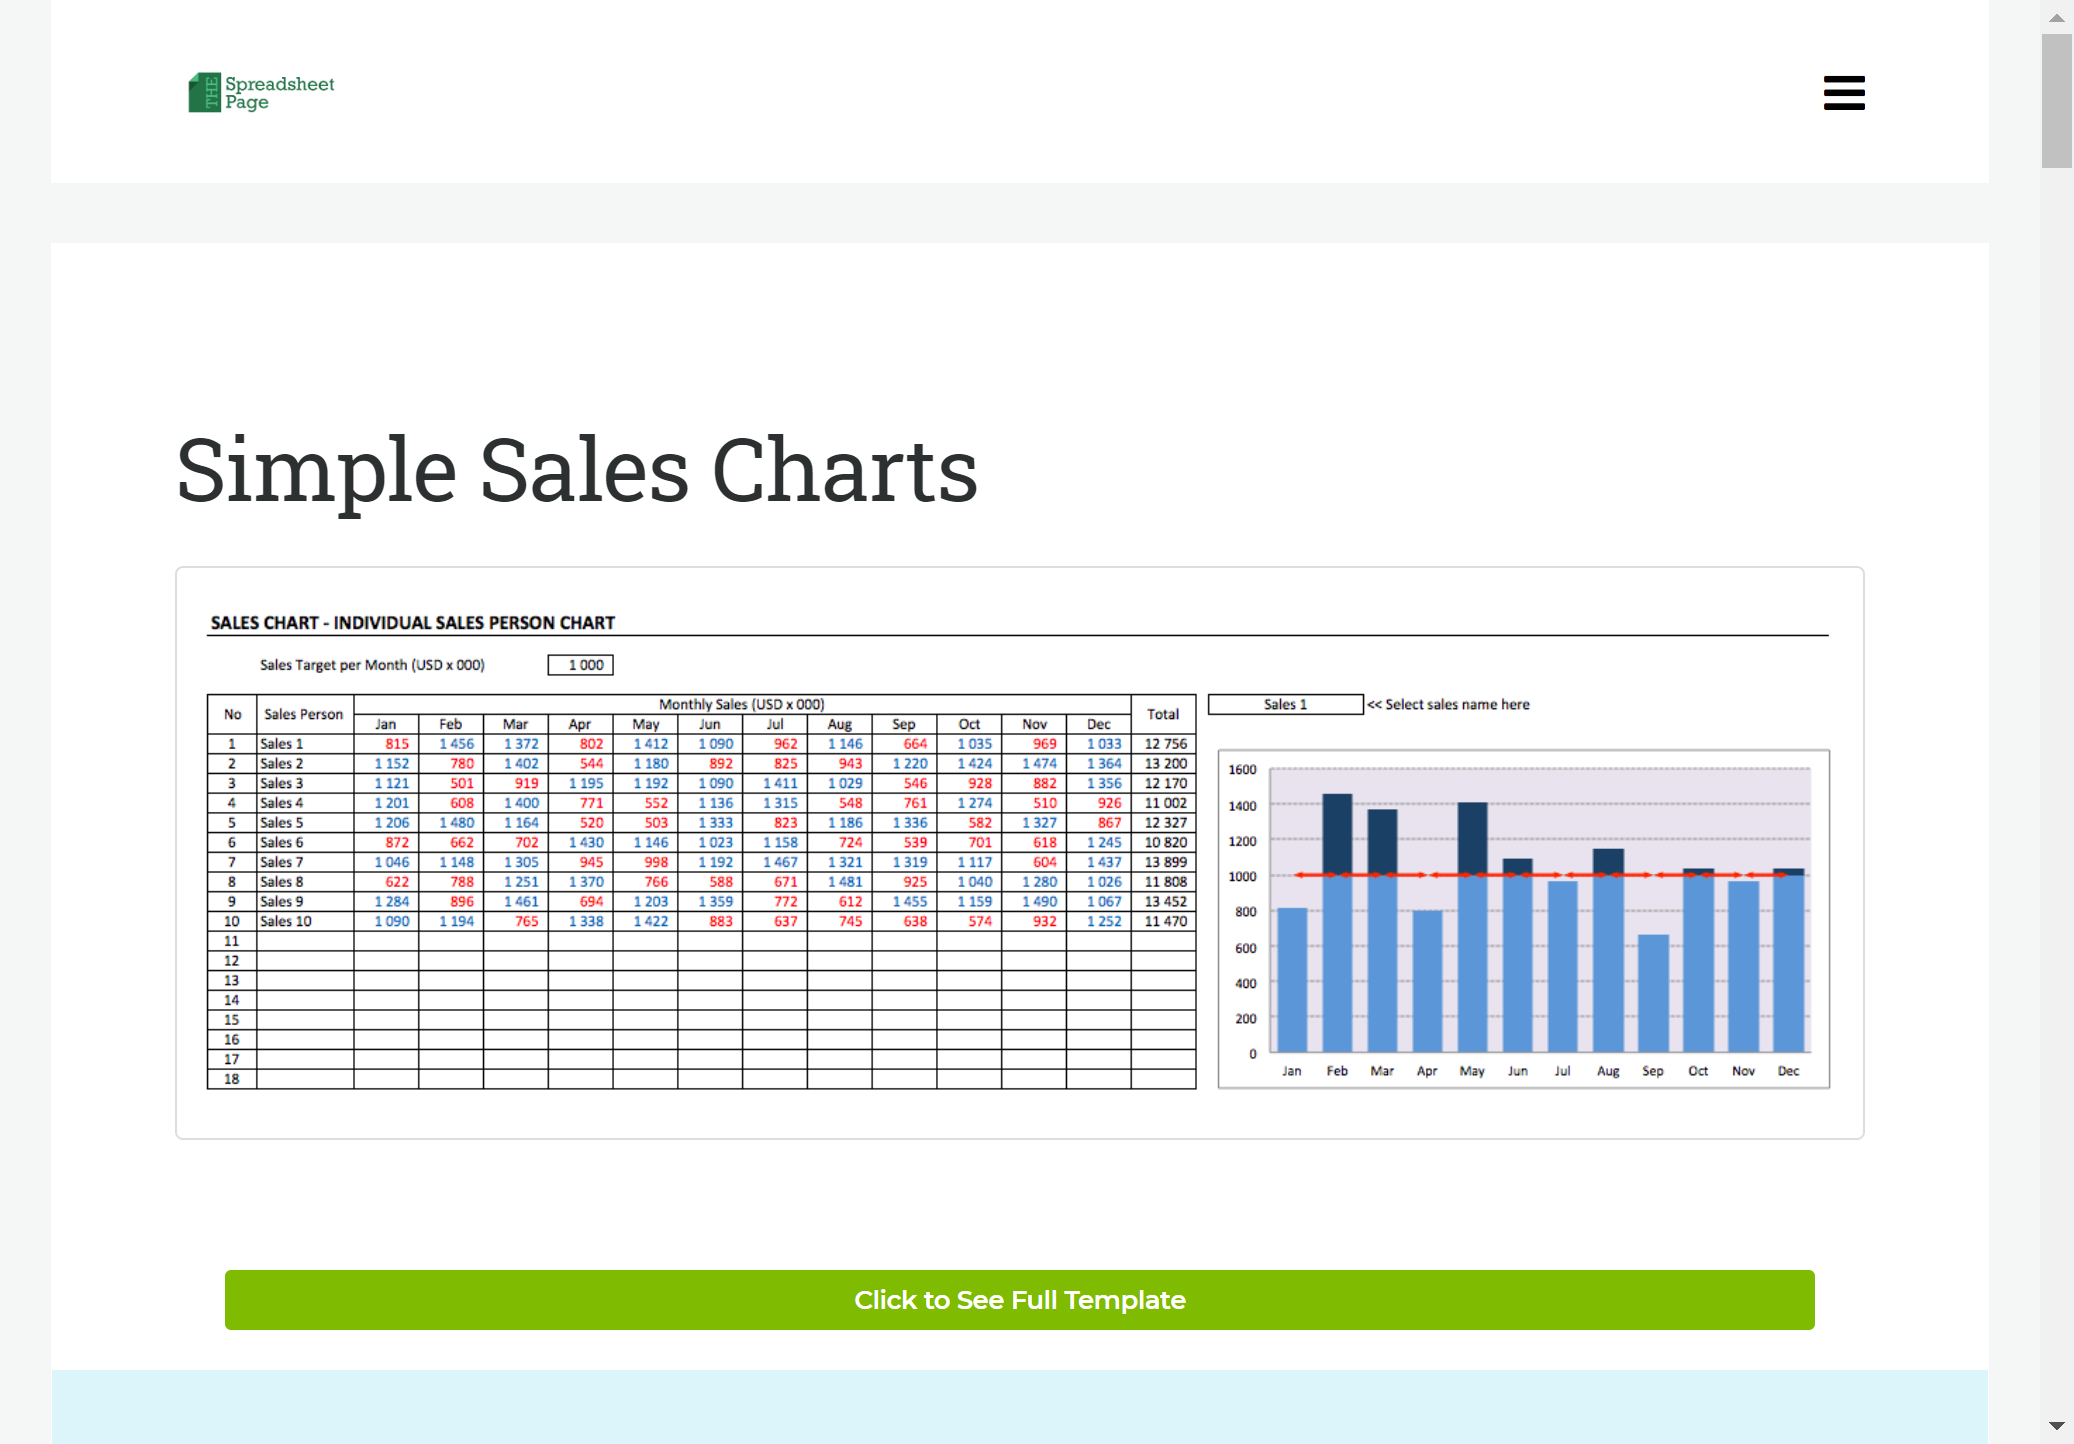 THE Spreadsheet
Page
Simple Sales Charts
SALES CHART - INDIVIDUAL SALES PERSON CHART
Sales Target per Month (USD x 000) 1 000
No Sales Person Monthly Sales (USD x 000) Total
Jan Feb Mar Apr May Jun Jul Aug Sep Oct Nov Dec
1 Sales 1 815 1 456 1 372 802 1 412 1 090 962 1 146 664 1 035 969 1 033 12 756
2 Sales 2 1 152 780 1 402 544 1 180 892 825 943 1 220 1 424 1 474 1 364 13 200
3 Sales 3 1 121 501 919 1 195 1 192 1 090 1 411 1 029 546 928 882 1 356 12 170
4 Sales 4 1 201 608 1 400 771 552 1 136 1 315 548 761 1 274 510 926 11 002
5 Sales 5 1 206 1 480 1 164 520 503 1 333 823 1 186 1 336 582 1 327 867 12 327
6 Sales 6 872 662 702 1 430 1 146 1 023 1 158 724 539 701 618 1 245 10 820
7 Sales 7 1 046 1 148 1 305 945 998 1 192 1 467 1 321 1 319 1 117 604 1 437 13 899
8 Sales 8 622 788 1 251 1 370 766 588 671 1 481 925 1 040 1 280 1 026 11 808
9 Sales 9 1 284 896 1 461 694 1 203 1 359 772 612 1 455 1 159 1 490 1 067 13 452
10 Sales 10 1 090 1 194 765 1 338 1 422 883 637 745 638 574 932 1 252 11 470
11
12
13
14
15
16
17
18
Sales 1 << Select sales name here
1600
1400
1200
1000
800
600
400
200
0
Jan Feb Mar Apr May Jun Jul Aug Sep Oct Nov Dec
Click to See Full Template